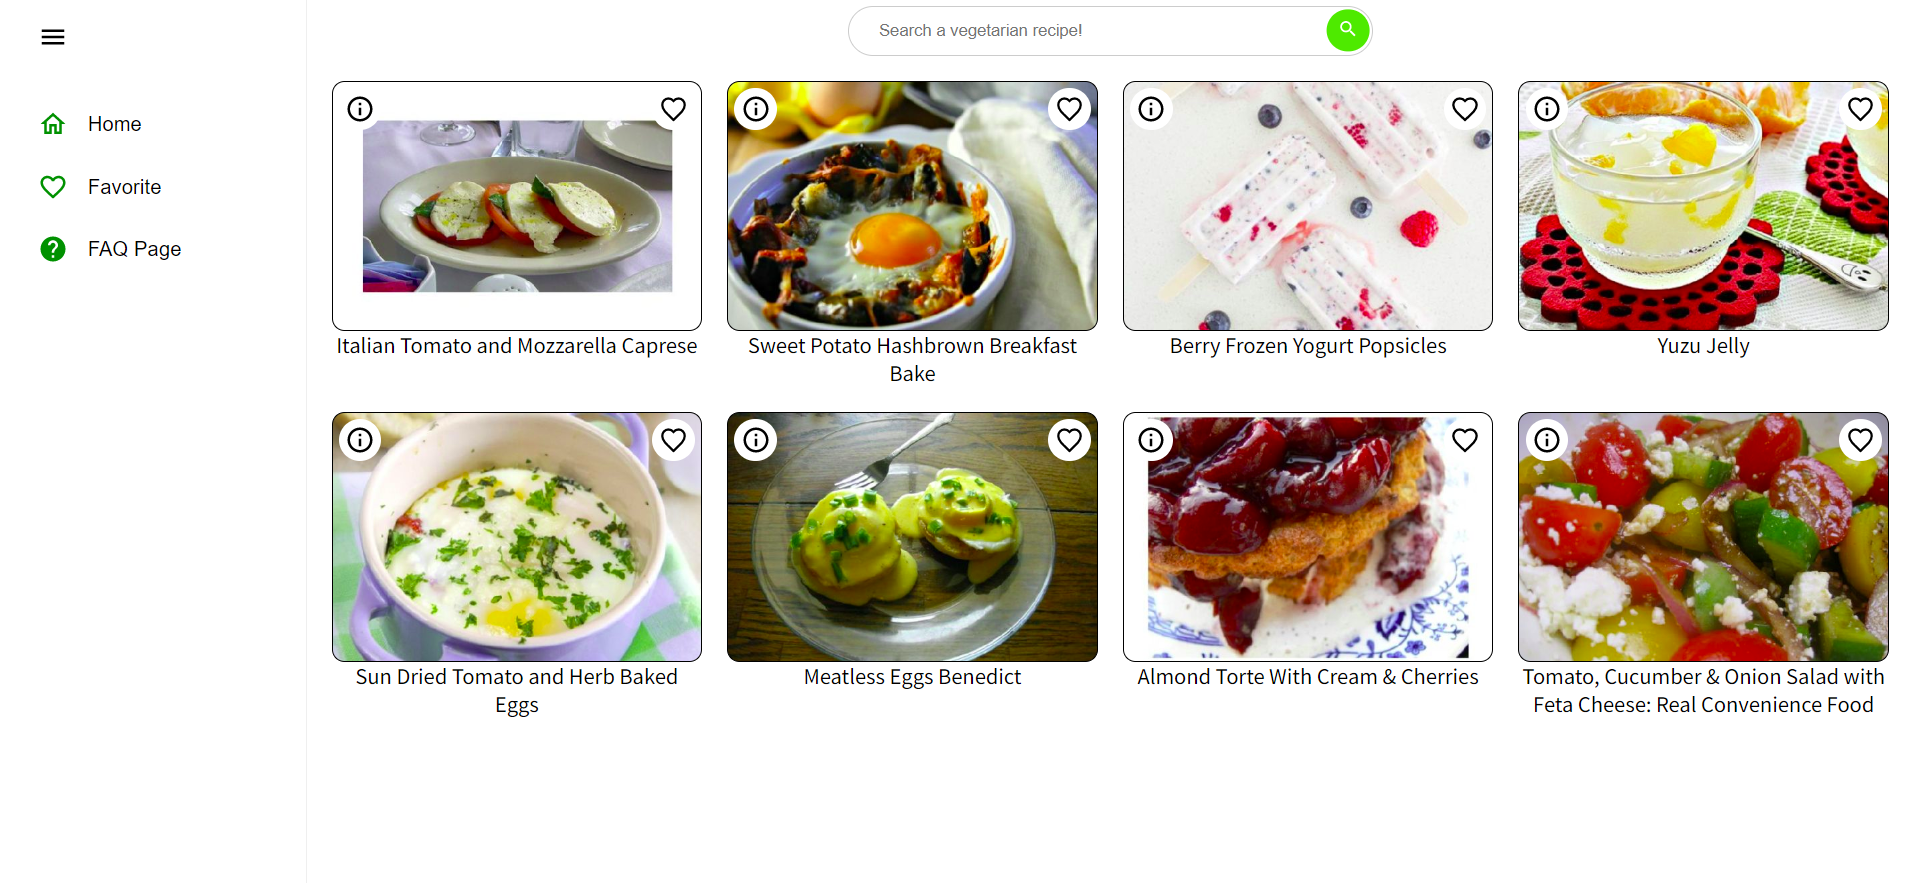 Search a vegetarian recipe!
Home
Favorite
FAQ Page
Italian Tomato and Mozzarella Caprese
Sweet Potato Hashbrown Breakfast
Bake
Berry Frozen Yogurt Popsicles
Yuzu Jelly
Sun Dried Tomato and Herb Baked
Eggs
Meatless Eggs Benedict
Almond Torte With Cream & Cherries
Tomato, Cucumber & Onion Salad with
Feta Cheese: Real Convenience Food